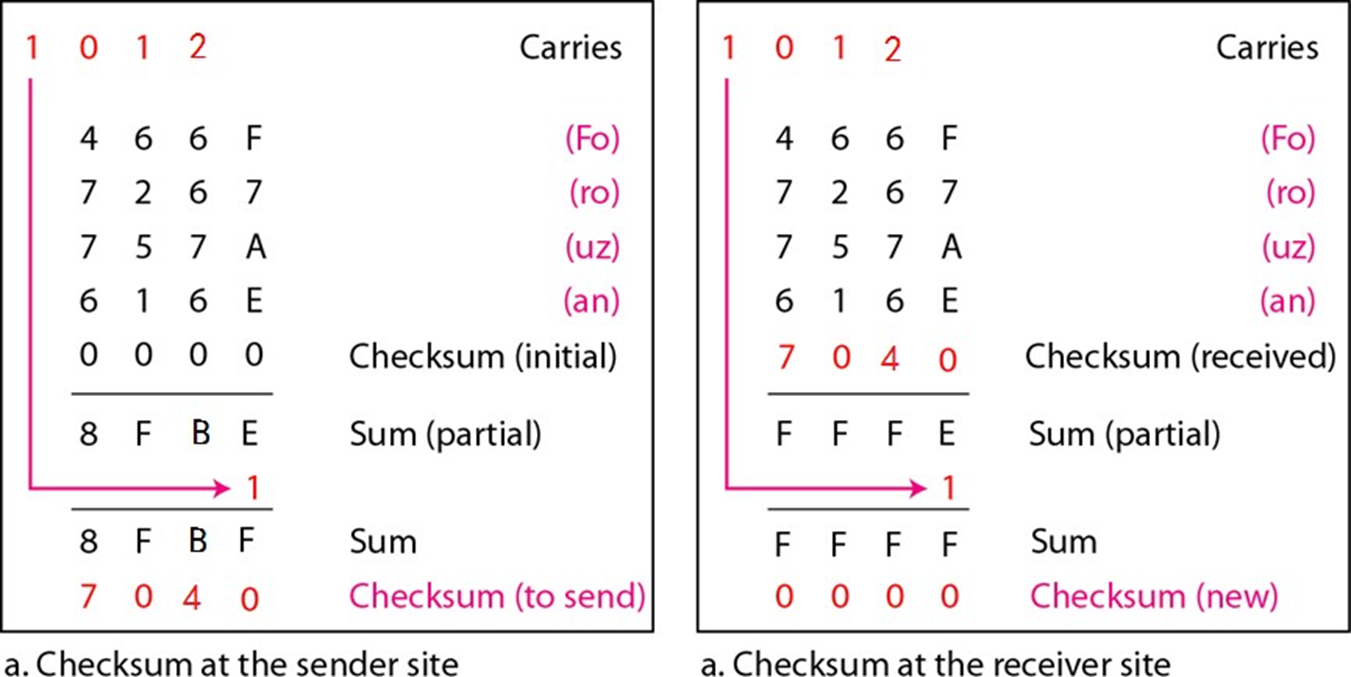 1 0 1 2 Carries
4 6 6 F (Fo)
7 2 6 7 (ro)
7 5 7 A (uz)
6 1 6 E (an)
0 0 0 0 Checksum (initial)
8 F B E Sum (partial)
1
8 F B F Sum
7 0 4 0 Checksum (to send)
a. Checksum at the sender site
1 0 1 2 Carries
4 6 6 F (Fo)
7 2 6 7 (ro)
7 5 7 A (uz)
6 1 6 E (an)
7 0 4 0 Checksum (received)
F F F E Sum (partial)
1
F F F F Sum
0 0 0 0 Checksum (new)
a. Checksum at the receiver site